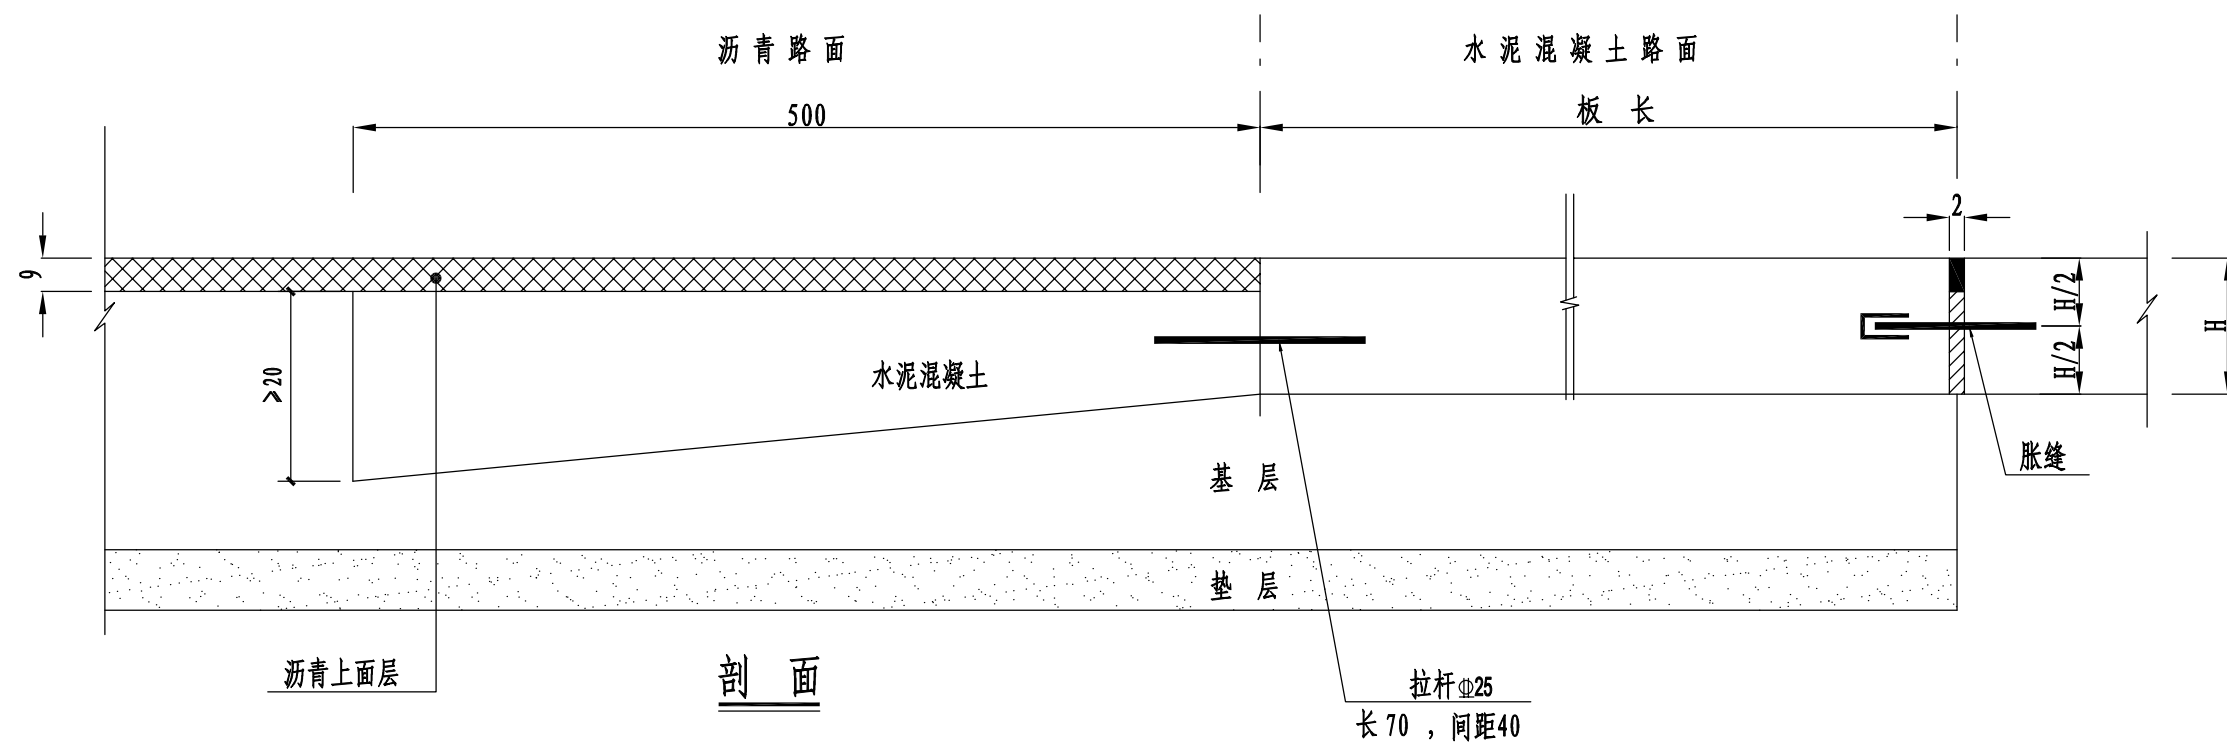 沥青路面
水泥混凝土路面
500
板长
2
9
H/2
H
≥20
水泥混凝土
H/2
基层
胀缝
垫层
沥青上面层
剖面
拉杆Φ25
长70，间距40